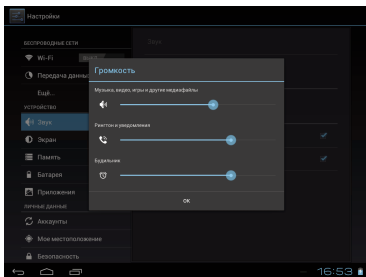 Настройки
БЕСПРОВОДНЫЕ СЕТИ
Звук
Wi-Fi
Передача данных
Ещё...
УСТРОЙСТВО
Звук
Экран
Память
Батарея
Приложения
ЛИЧНЫЕ ДАННЫЕ
Аккаунты
Мое местоположение
Безопасность
Громкость
Музыка, видео, игры и другие медиафайлы
Рингтон и уведомления
Будильник
ОК
16:53